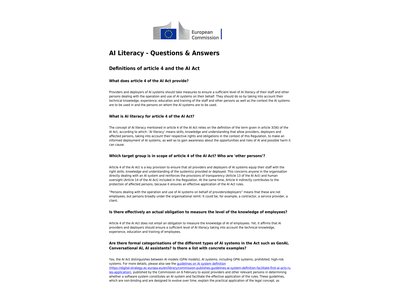 European
Commission
AI Literacy - Questions & Answers
Definitions of article 4 and the AI Act
What does article 4 of the AI Act provide?
Providers and deployers of AI systems should take measures to ensure a sufficient level of AI literacy of their staff and other
persons dealing with the operation and use of AI systems on their behalf. They should do so by taking into account their
technical knowledge, experience, education and training of the staff and other persons as well as the context the AI systems
are to be used in and the persons on whom the AI systems are to be used.
What is AI literacy for article 4 of the AI Act?
The concept of AI literacy mentioned in article 4 of the AI Act relies on the definition of the term given in article 3(56) of the
AI Act, according to which: 'AI literacy' means skills, knowledge and understanding that allow providers, deployers and
affected persons, taking into account their respective rights and obligations in the context of this Regulation, to make an
informed deployment of AI systems, as well as to gain awareness about the opportunities and risks of AI and possible harm it
can cause.
Which target group is in scope of article 4 of the AI Act? Who are 'other persons'?
Article 4 of the AI Act is a key provision to ensure that all providers and deployers of AI systems equip their staff with the
right skills, knowledge and understanding of the system(s) provided or deployed. This concerns anyone in the organisation
directly dealing with an AI system and reinforces the provisions of transparency (Article 13 of the AI Act) and human
oversight (Article 14 of the AI Act) included in the Regulation. At the same time, Article 4 indirectly contributes to the
protection of affected persons, because it ensures an effective application of the AI Act rules.
"Persons dealing with the operation and use of AI systems on behalf of providers/deployers" means that these are not
employees, but persons broadly under the organisational remit. It could be, for example, a contractor, a service provider, a
client.
Is there effectively an actual obligation to measure the level of the knowledge of employees?
Article 4 of the AI Act does not entail an obligation to measure the knowledge of AI of employees. Yet, it affirms that AI
providers and deployers should ensure a sufficient level of AI literacy taking into account the technical knowledge,
experience, education and training of employees.
Are there formal categorisations of the different types of AI systems in the Act such as GenAI,
Conversational AI, AI assistants? Is there a list with concrete examples?
Yes, the AI Act distinguishes between AI models (GPAI models), AI systems, including GPAI systems, prohibited, high-risk
systems. For more details, please also see the guidelines on AI system definition
(https://digital-strategy.ec.europa.eu/en/library/commission-publishes-guidelines-ai-system-definition-facilitate-first-ai-acts-ru
les-application), published by the Commission on 6 February to assist providers and other relevant persons in determining
whether a software system constitutes an AI system and to facilitate the effective application of the rules. These guidelines,
which are non-binding and are designed to evolve over time, explain the practical application of the legal concept, as